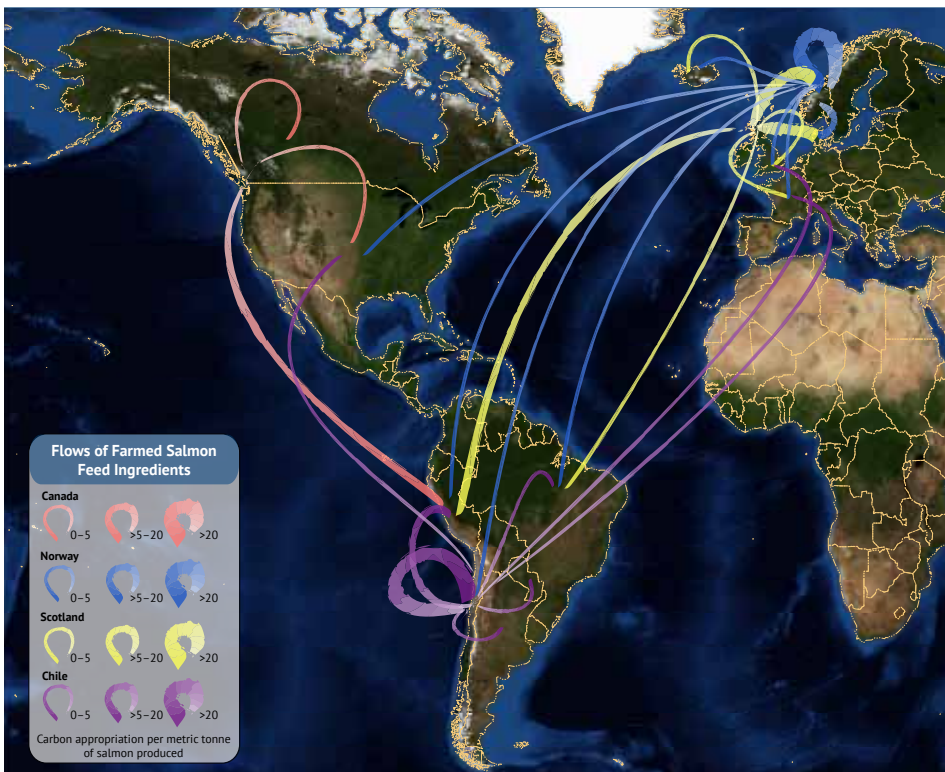 Flows of Farmed Salmon
Feed Ingredients
Canada
0–5 >5–20 >20
Norway
0–5 >5–20 >20
Scotland
0–5 >5–20 >20
Chile
0–5 >5–20 >20
Carbon appropriation per metric tonne
of salmon produced